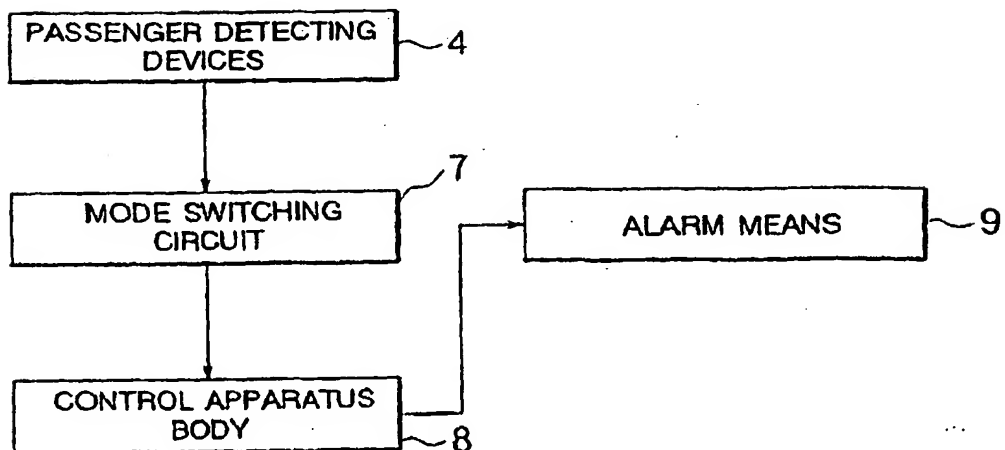 PASSENGER DETECTING
DEVICES
4
7
MODE SWITCHING
CIRCUIT
ALARM MEANS
9
CONTROL APPARATUS
BODY
8